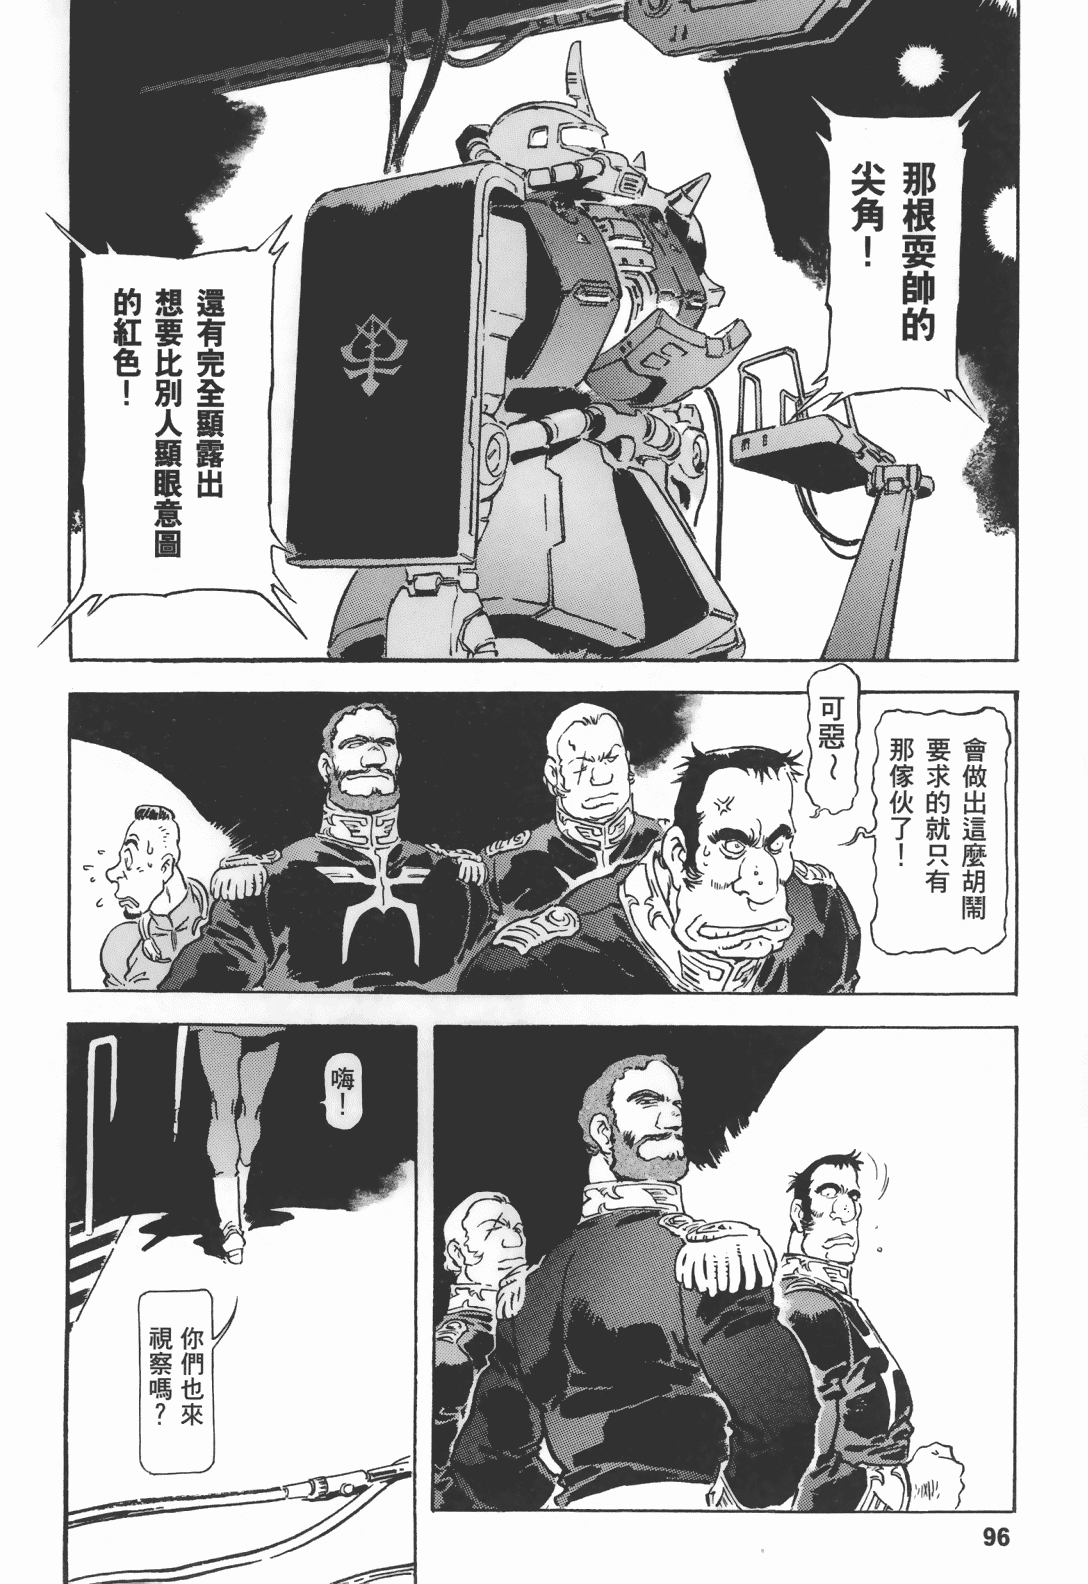 那根耍帥的
尖角！
還有完全顯露出
想要比別人顯眼意圖
的紅色！
會做出這麼胡鬧
要求的就只有
那傢伙了！
可惡～
嗨！
你們也來
視察嗎？
96